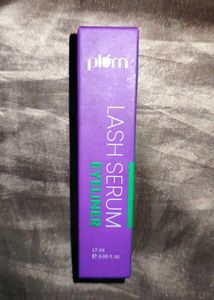 plum
LASH SERUM
EYELINER
1.7 ml
℮ 0.06 fl. oz.